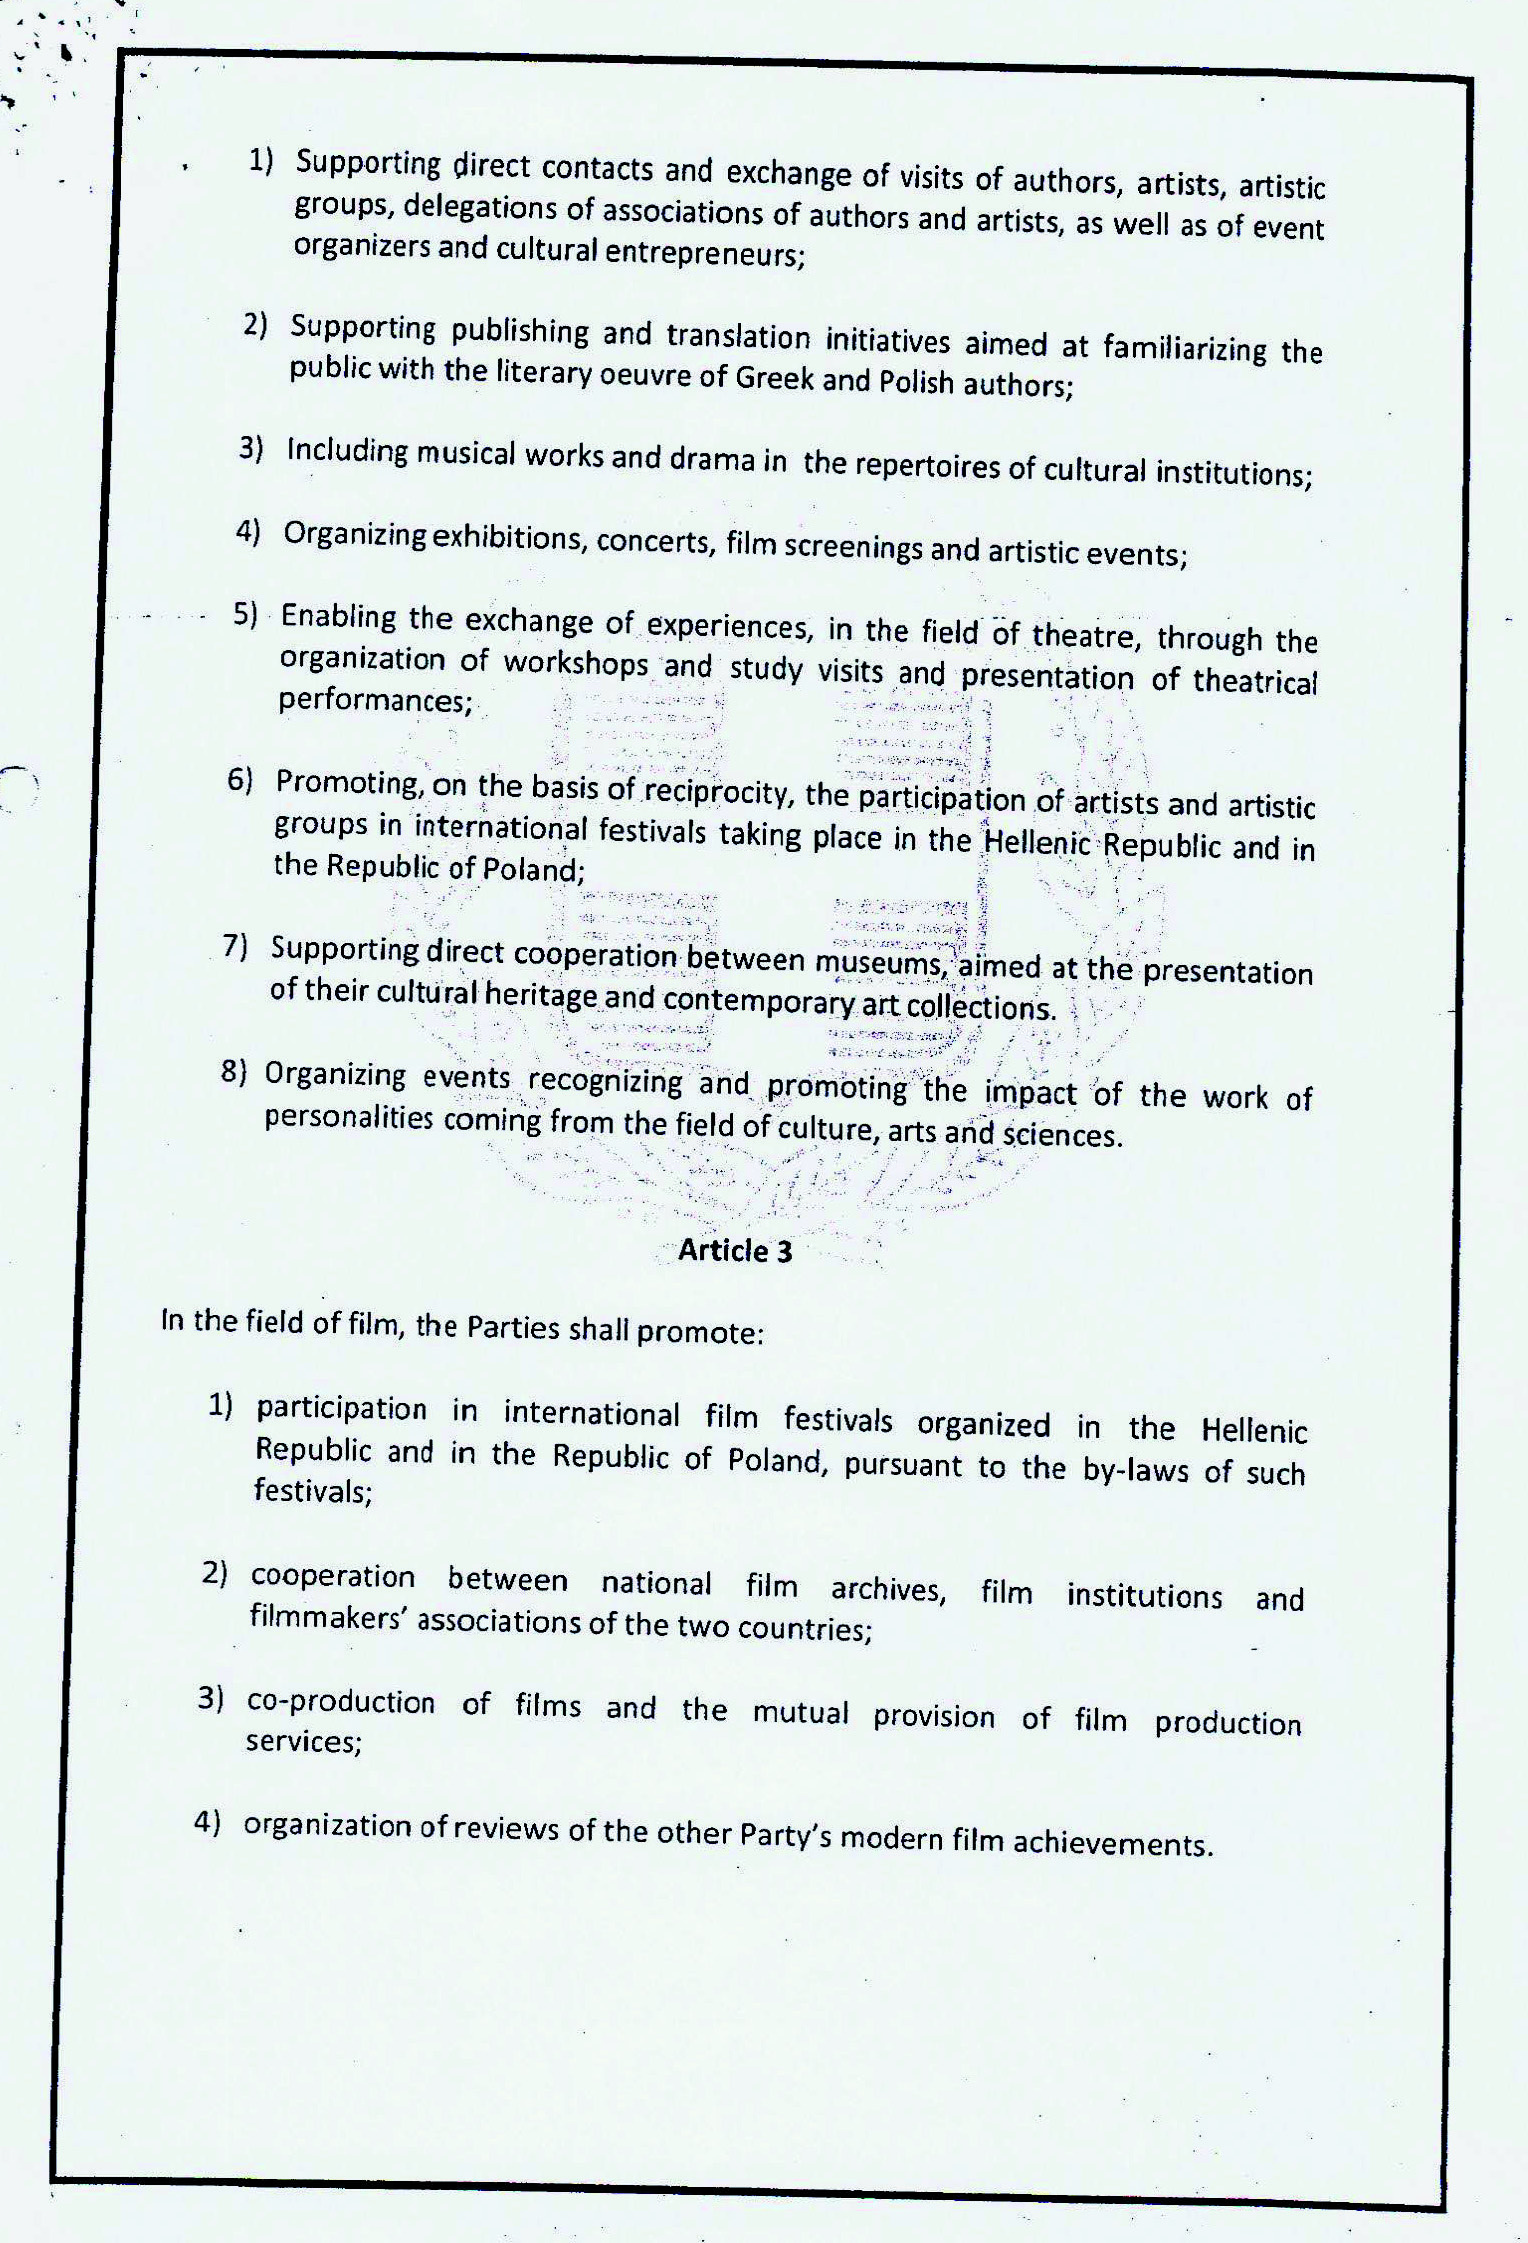 1) Supporting direct contacts and exchange of visits of authors, artists, artistic
groups, delegations of associations of authors and artists, as well as of event
organizers and cultural entrepreneurs;
2) Supporting publishing and translation initiatives aimed at familiarizing the
public with the literary oeuvre of Greek and Polish authors;
3) Including musical works and drama in the repertoires of cultural institutions;
4) Organizing exhibitions, concerts, film screenings and artistic events;
5) Enabling the exchange of experiences, in the field of theatre, through the
organization of workshops and study visits and presentation of theatrical
performances;
6) Promoting, on the basis of reciprocity, the participation of artists and artistic
groups in international festivals taking place in the Hellenic Republic and in
the Republic of Poland;
7) Supporting direct cooperation between museums, aimed at the presentation
of their cultural heritage and contemporary art collections.
8) Organizing events recognizing and promoting the impact of the work of
personalities coming from the field of culture, arts and sciences.
Article 3
In the field of film, the Parties shall promote:
1) participation in international film festivals organized in the Hellenic
Republic and in the Republic of Poland, pursuant to the by-laws of such
festivals;
2) cooperation between national film archives, film institutions and
filmmakers' associations of the two countries;
3) co-production of films and the mutual provision of film production
services;
4) organization of reviews of the other Party's modern film achievements.